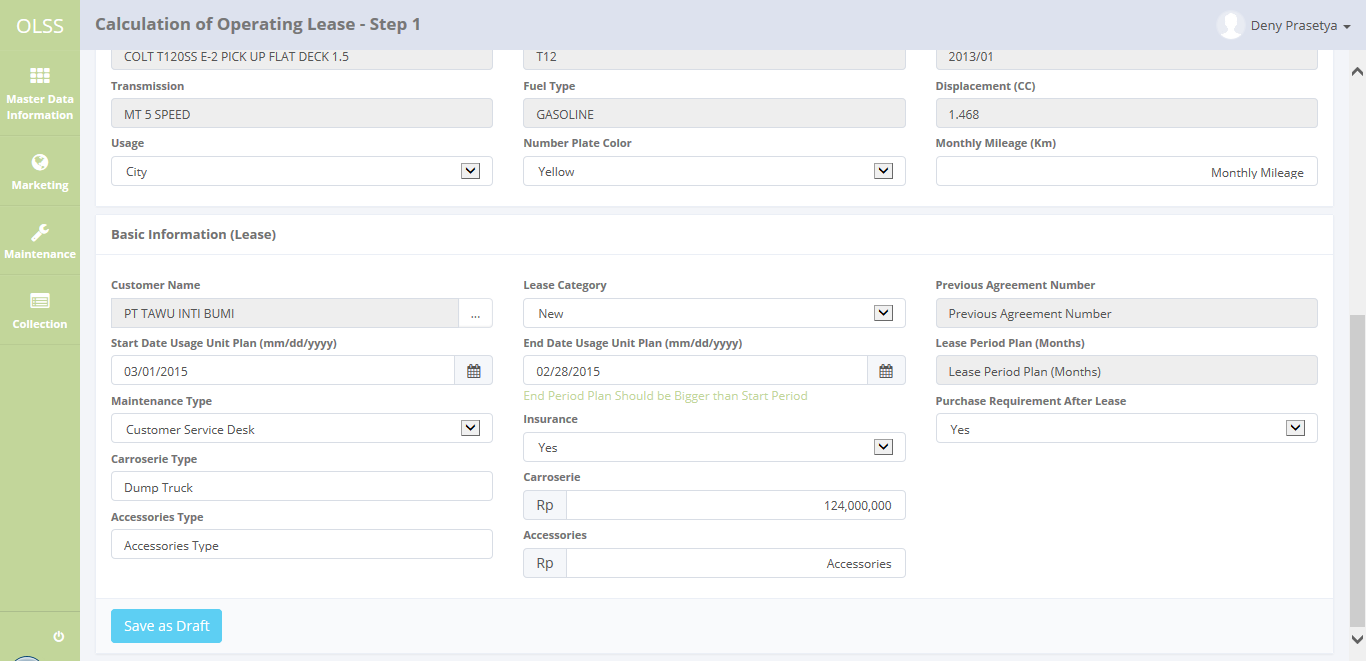 OLSS
Calculation of Operating Lease - Step 1
Deny Prasetya
Master Data
Information
Marketing
Maintenance
Collection
COLT T120SS E-2 PICK UP FLAT DECK 1.5
T12
2013/01
Transmission
Fuel Type
Displacement (CC)
MT 5 SPEED
GASOLINE
1.468
Usage
Number Plate Color
Monthly Mileage (Km)
City
Yellow
Monthly Mileage
Basic Information (Lease)
Customer Name
Lease Category
Previous Agreement Number
PT TAWU INTI BUMI
...
New
Previous Agreement Number
Start Date Usage Unit Plan (mm/dd/yyyy)
End Date Usage Unit Plan (mm/dd/yyyy)
Lease Period Plan (Months)
03/01/2015
02/28/2015
Lease Period Plan (Months)
End Period Plan Should be Bigger than Start Period
Maintenance Type
Purchase Requirement After Lease
Customer Service Desk
Insurance
Yes
Yes
Carroserie Type
Carroserie
Dump Truck
Rp 124,000,000
Accessories Type
Accessories
Accessories Type
Rp Accessories
Save as Draft